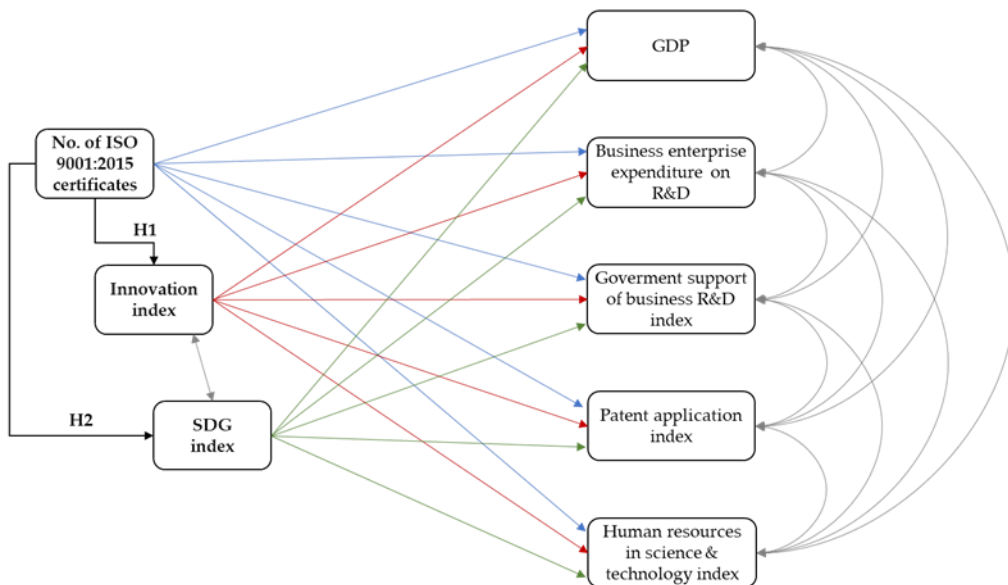 GDP
No. of ISO
9001:2015
certificates
Business enterprise
expenditure on
R&D
H1
Innovation
index
Goverment support
of business R&D
index
H2
SDG
index
Patent application
index
Human resources
in science &
technology index